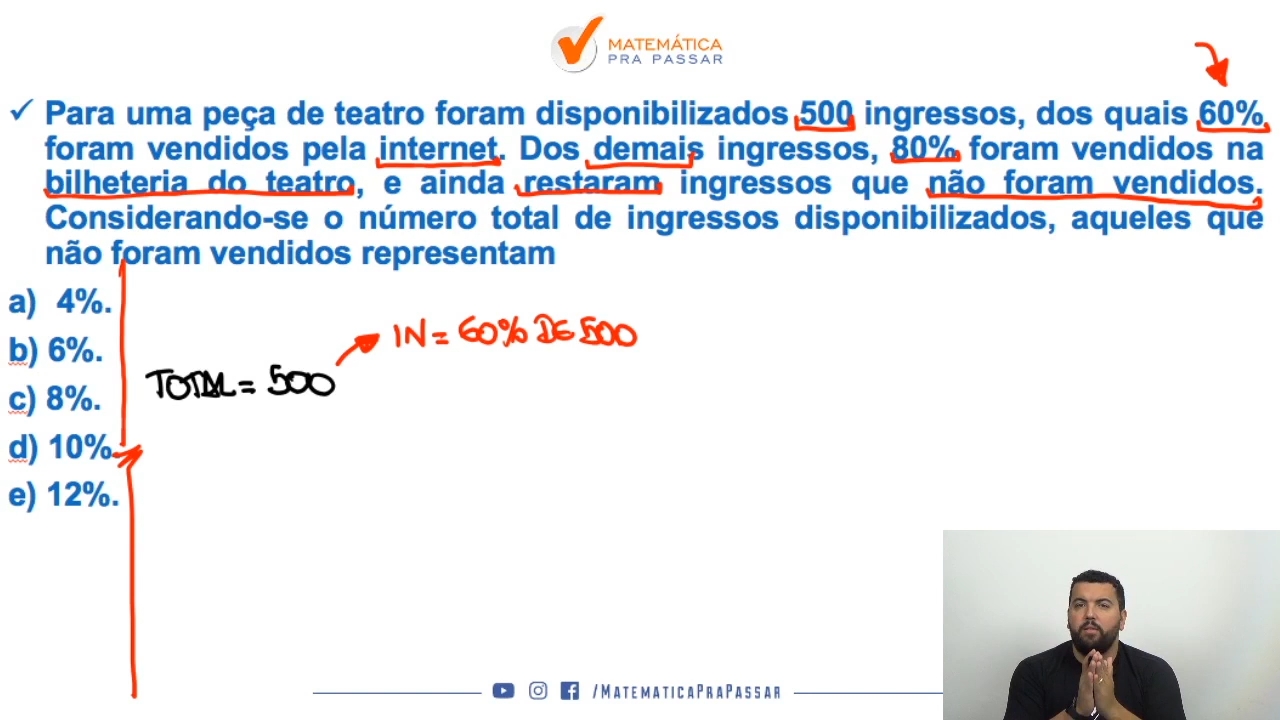 MATEMÁTICA
PRA PASSAR
✓ Para uma peça de teatro foram disponibilizados 500 ingressos, dos quais 60%
foram vendidos pela internet. Dos demais ingressos, 80% foram vendidos na
bilheteria do teatro, e ainda restaram ingressos que não foram vendidos.
Considerando-se o número total de ingressos disponibilizados, aqueles que
não foram vendidos representam
a) 4%.
b) 6%.
c) 8%.
d) 10%.
e) 12%.
IN = 60% DE 500
TOTAL = 500
/MATEMATICAPRAPASSAR